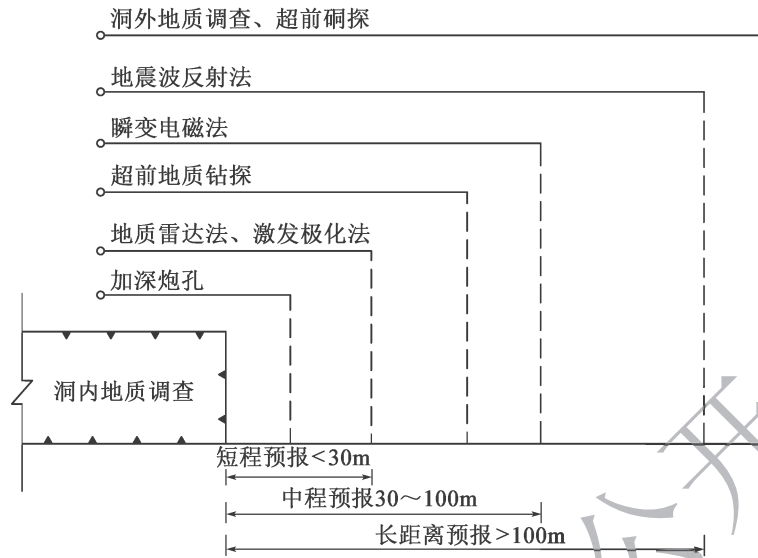 洞外地质调查、超前硐探
地震波反射法
瞬变电磁法
超前地质钻探
地质雷达法、激发极化法
加深炮孔
洞内地质调查
短程预报<30m
中程预报30～100m
长距离预报>100m
公开